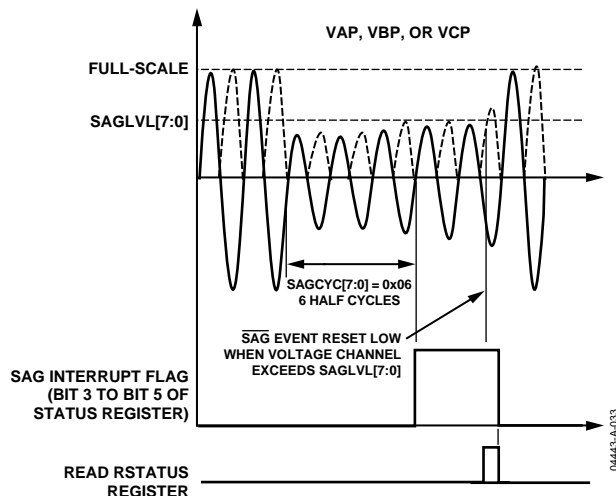 VAP, VBP, OR VCP
FULL-SCALE
SAGLVL[7:0]
SAGCYC[7:0] = 0x06
6 HALF CYCLES
SAG EVENT RESET LOW
WHEN VOLTAGE CHANNEL
EXCEEDS SAGLVL[7:0]
SAG INTERRUPT FLAG
(BIT 3 TO BIT 5 OF
STATUS REGISTER)
READ RSTATUS
REGISTER
04443-A-033